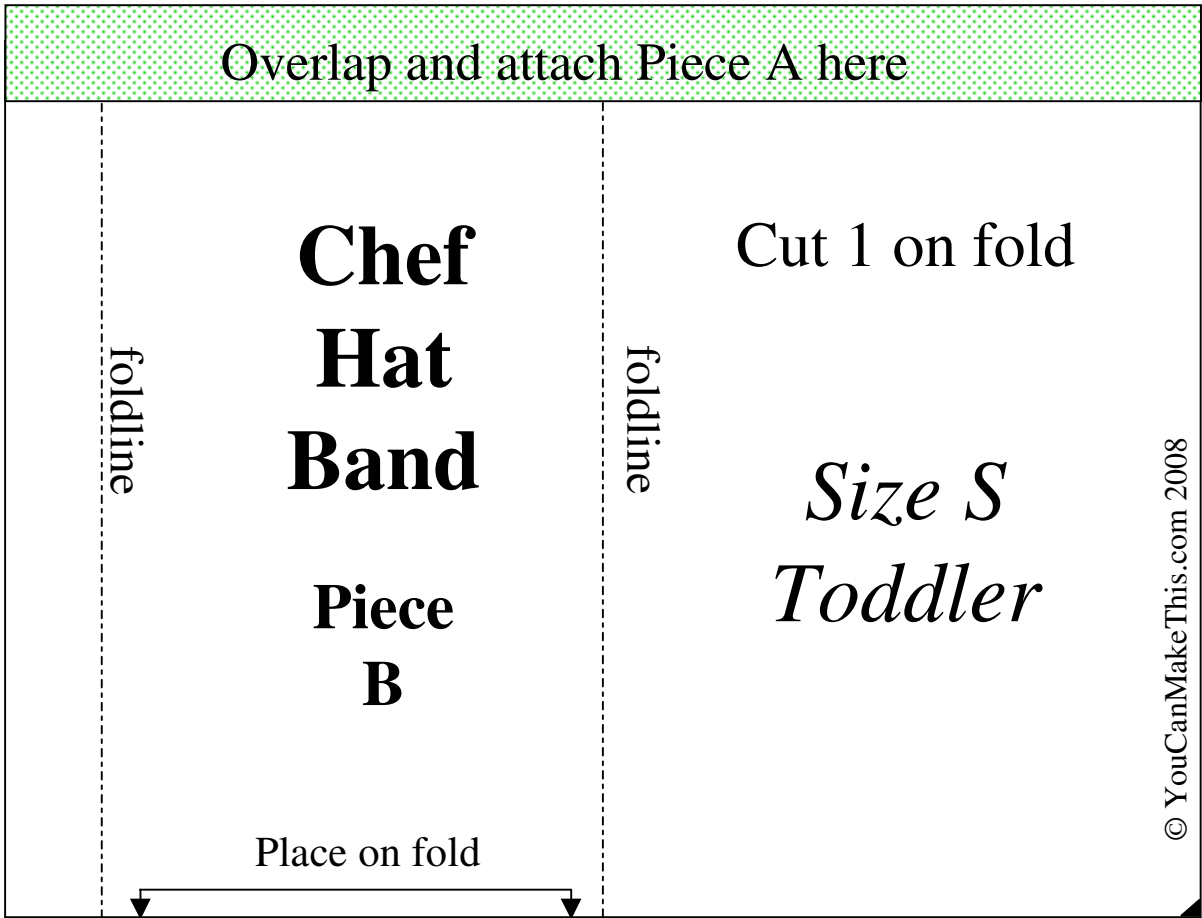 Overlap and attach Piece A here
Chef
Hat
Band
Piece
B
Place on fold
foldline
foldline
Cut 1 on fold
Size S
Toddler
© YouCanMakeThis.com 2008